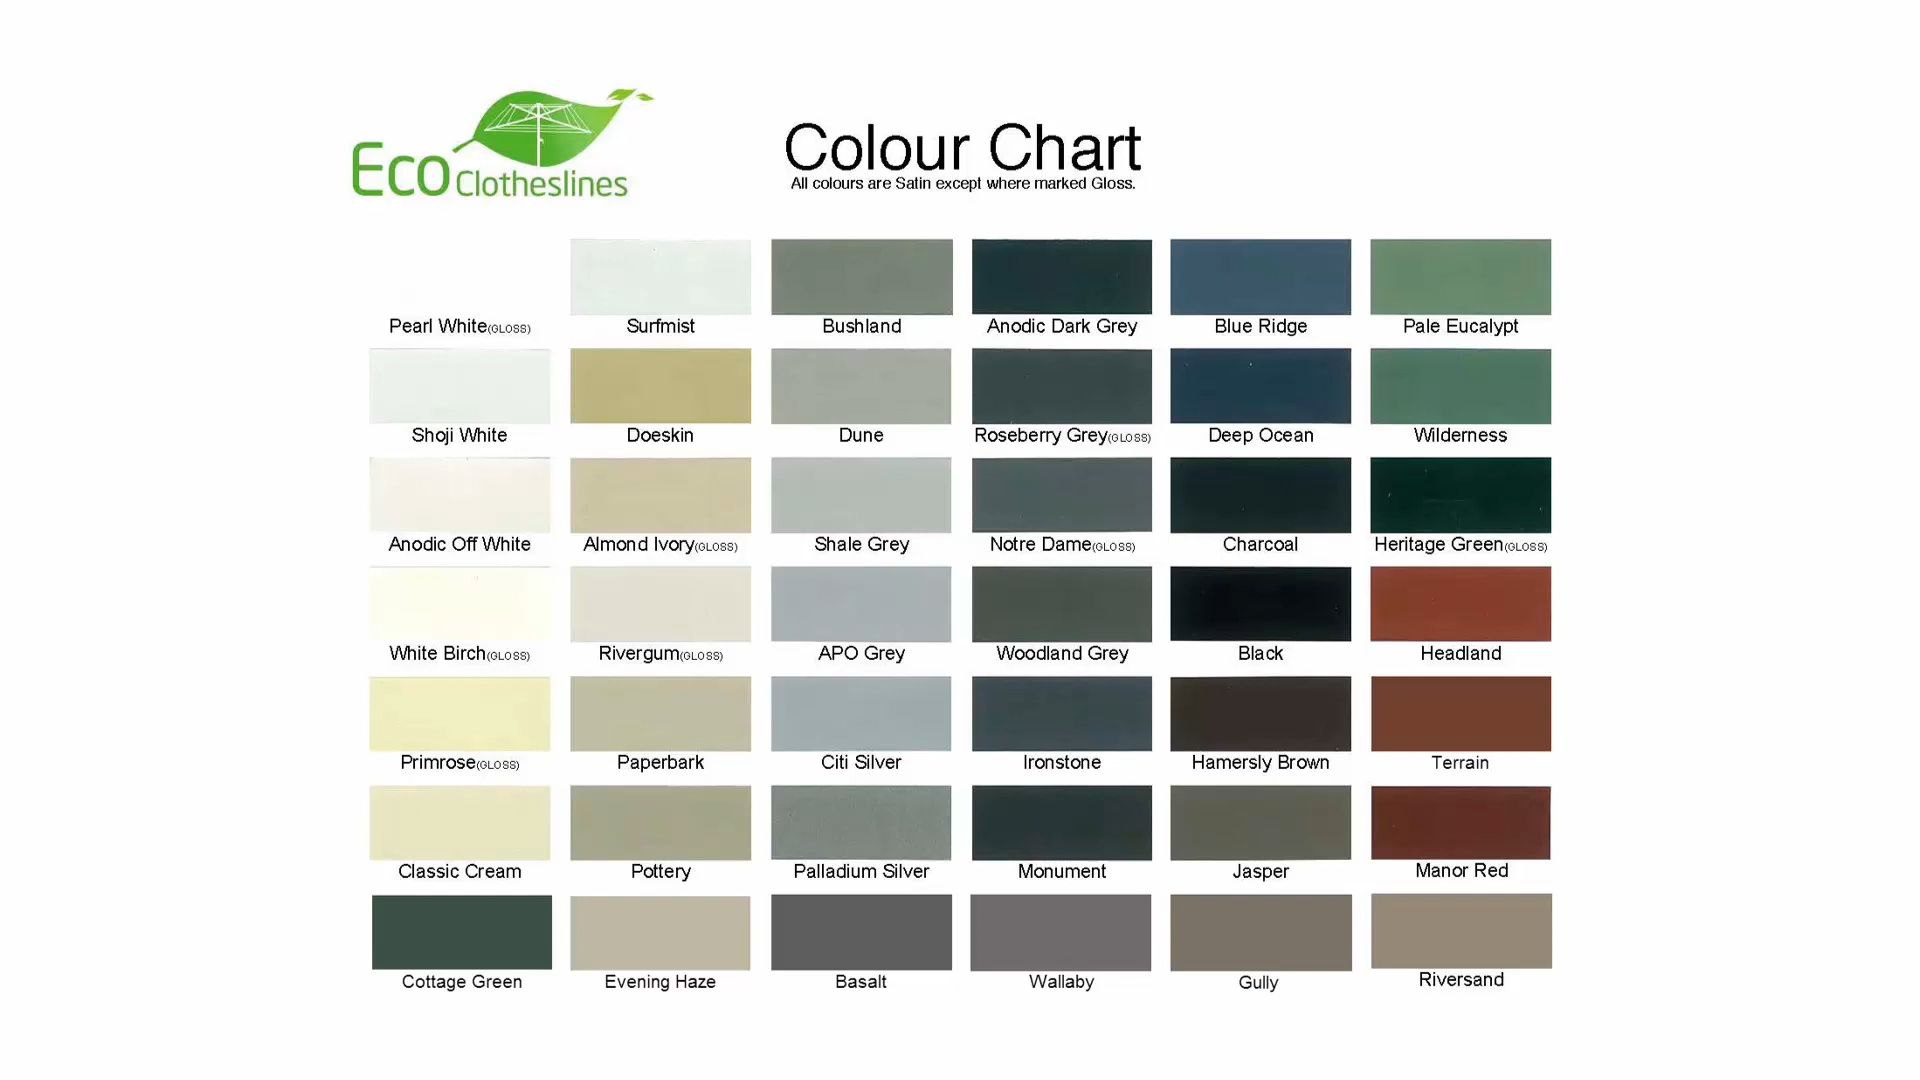 Eco Clotheslines
Colour Chart
All colours are Satin except where marked Gloss.
Pearl White(GLOSS) Surfmist Bushland Anodic Dark Grey Blue Ridge Pale Eucalypt
Shoji White Doeskin Dune Roseberry Grey(GLOSS) Deep Ocean Wilderness
Anodic Off White Almond Ivory(GLOSS) Shale Grey Notre Dame(GLOSS) Charcoal Heritage Green(GLOSS)
White Birch(GLOSS) Rivergum(GLOSS) APO Grey Woodland Grey Black Headland
Primrose(GLOSS) Paperbark Citi Silver Ironstone Hamersly Brown Terrain
Classic Cream Pottery Palladium Silver Monument Jasper Manor Red
Cottage Green Evening Haze Basalt Wallaby Gully Riversand